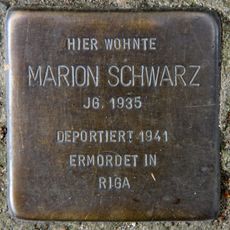 HIER WOHNTE
MARION SCHWARZ
JG. 1935
DEPORTIERT 1941
ERMORDET IN
RIGA